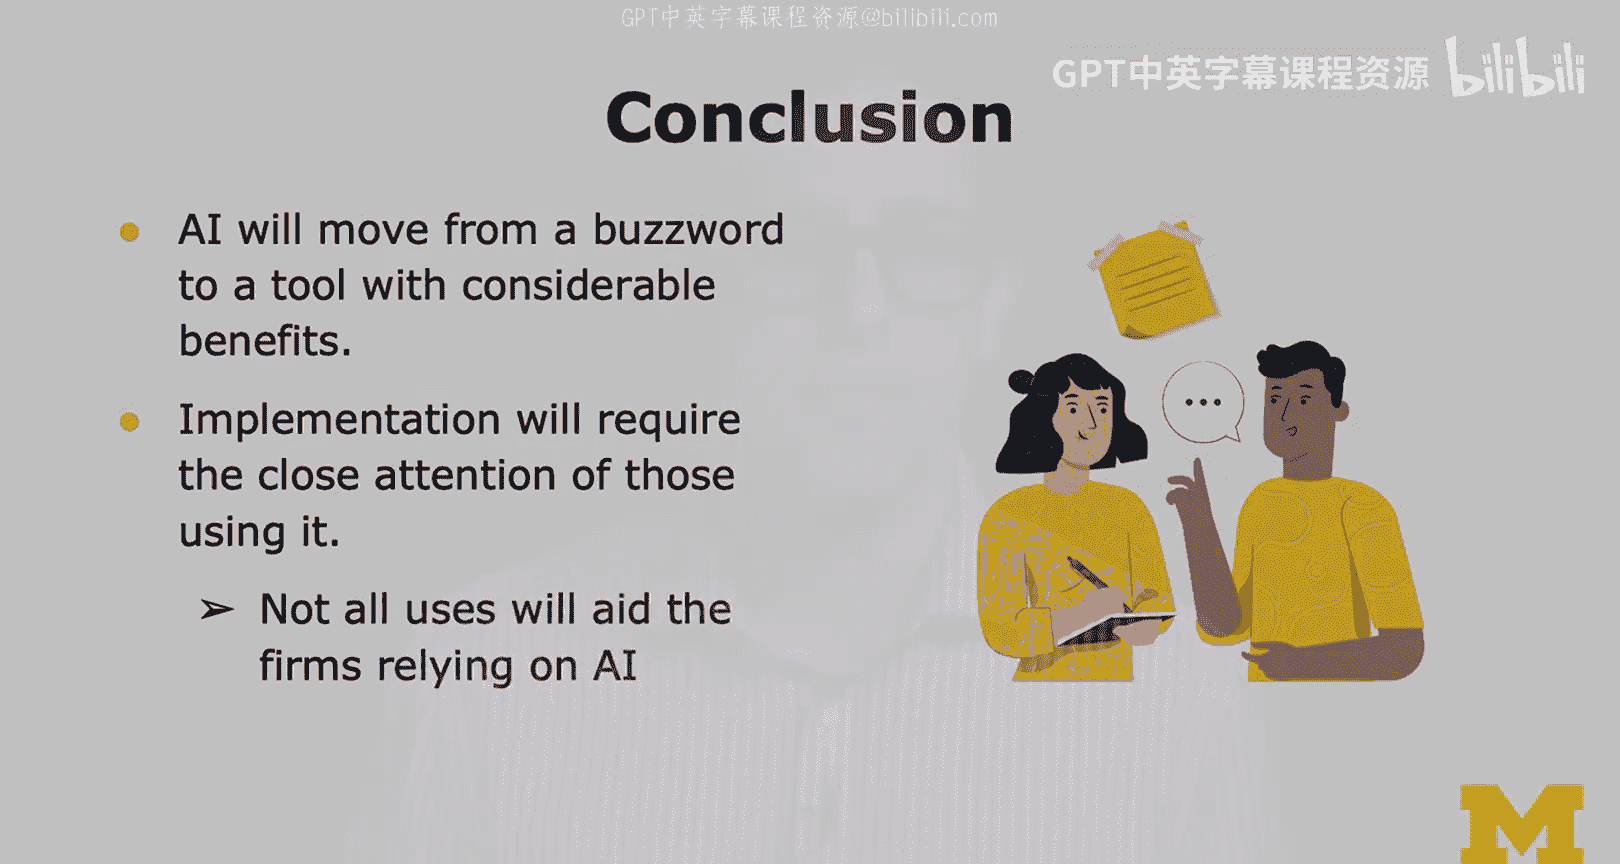 GPT中英字幕课程资源@bilibili.com
GPT中英字幕课程资源 bilibili
Conclusion
AI will move from a buzzword
to a tool with considerable
benefits.
Implementation will require
the close attention of those
using it.
➢ Not all uses will aid the
firms relying on AI
M